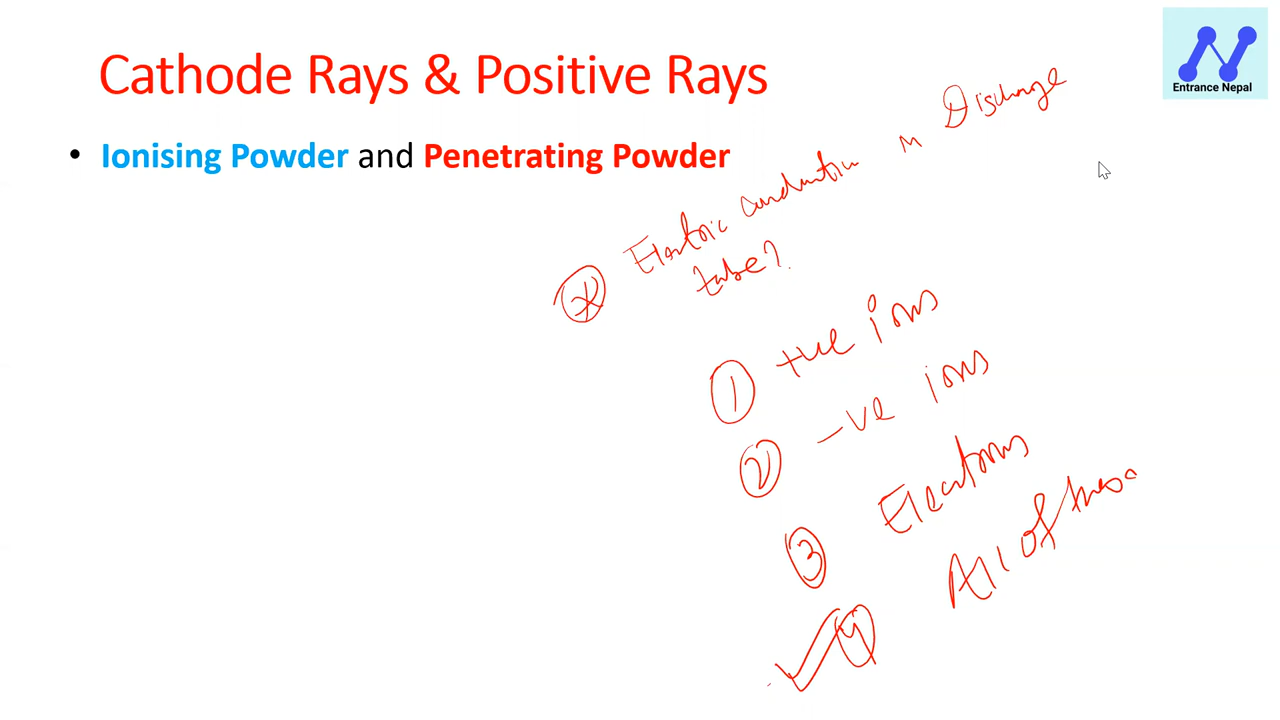 Cathode Rays & Positive Rays
Entrance Nepal
• Ionising Powder and Penetrating Powder
Electric conduction in Discharge
tube?
1 +ve ions
2 -ve ions
3 Electrons
4 All of these